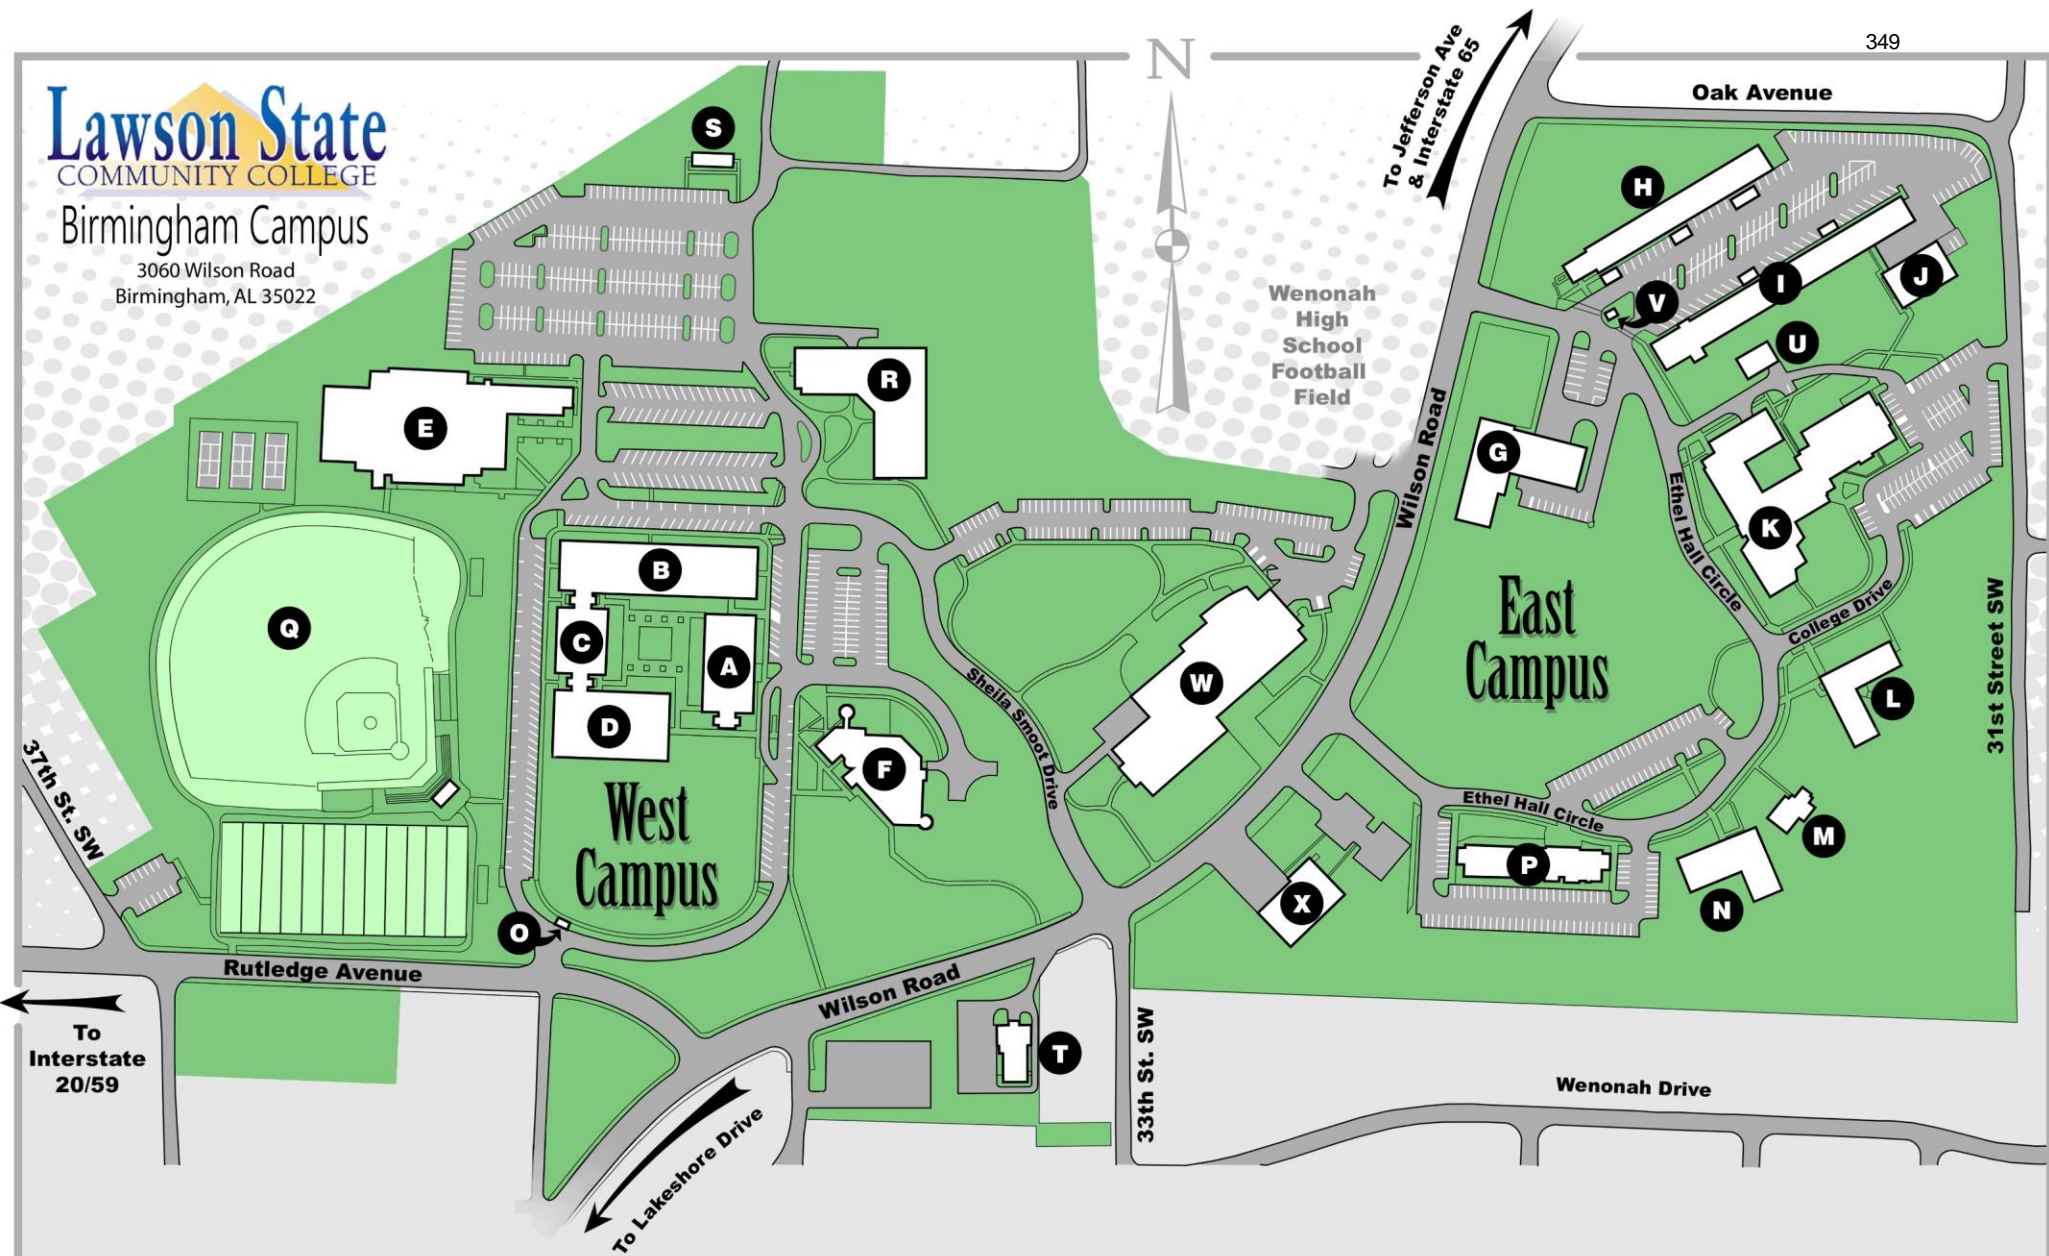 349
Lawson State
COMMUNITY COLLEGE
Birmingham Campus
3060 Wilson Road
Birmingham, AL 35022
N
To Jefferson Ave
& Interstate 65
Oak Avenue
S
H
J
I
V
U
Wenonah
High
School
Football
Field
R
E
Wilson Road
G
K
Ethel Hall Circle
B
Q
C
A
W
East
Campus
College Drive
31st Street SW
L
D
Sheila Smoot Drive
F
37th St. SW
West
Campus
Ethel Hall Circle
M
P
N
X
O
Rutledge Avenue
Wilson Road
To
Interstate
20/59
T
33th St. SW
Wenonah Drive
To Lakeshore Drive